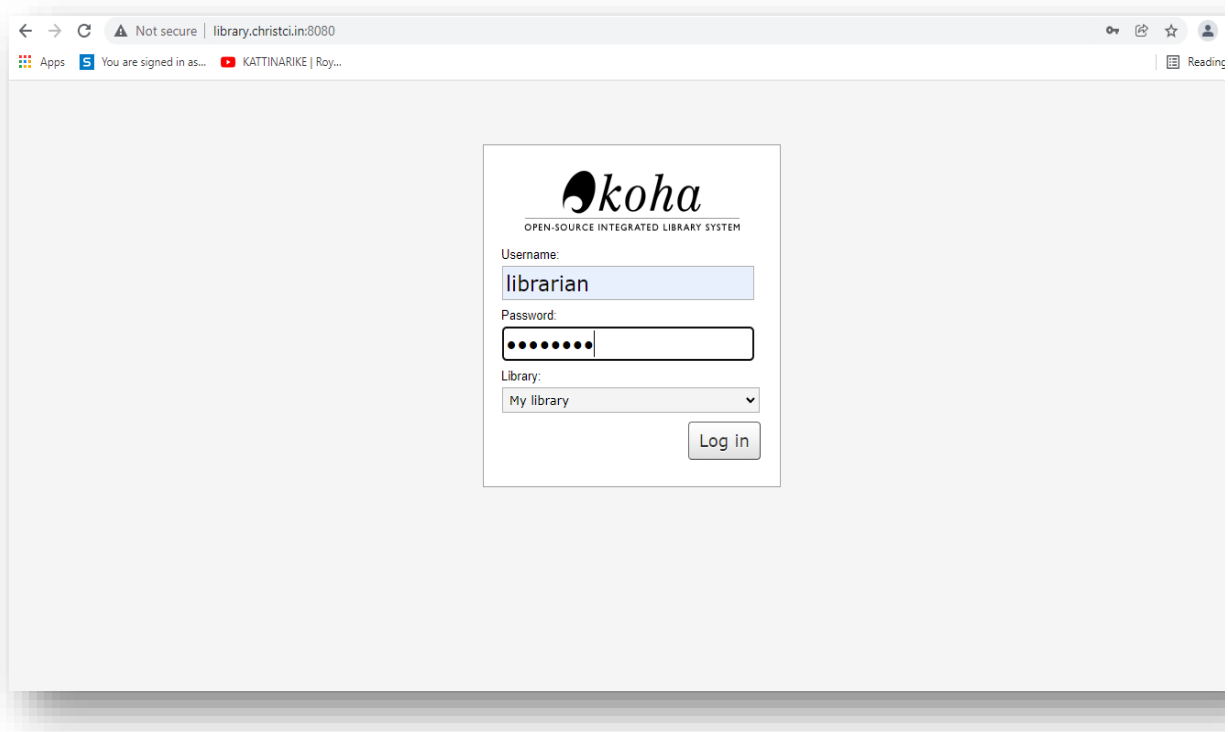 Not secure | library.christci.in:8080
Apps S You are signed in as... KATTINARIKE | Roy... Reading
koha
OPEN-SOURCE INTEGRATED LIBRARY SYSTEM
Username:
librarian
Password:
••••••••
Library:
My library
Log in